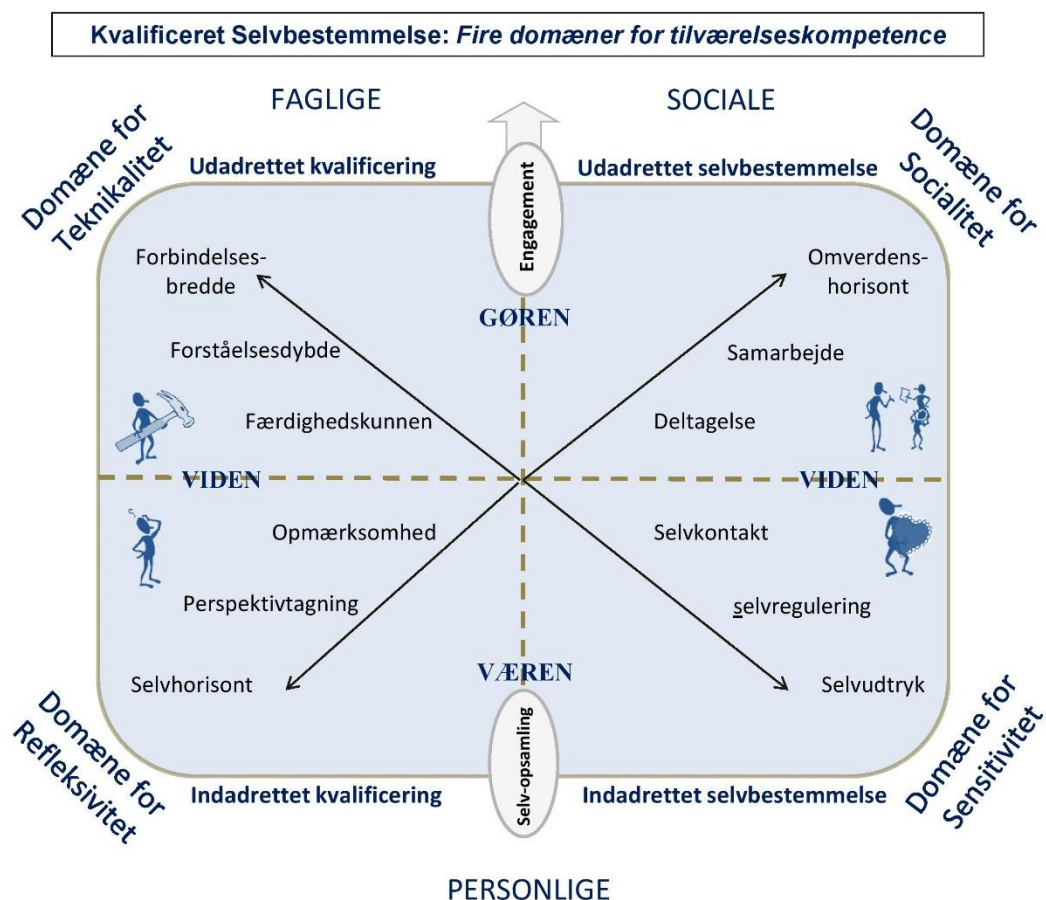 Kvalificeret Selvbestemmelse: Fire domæner for tilværelseskompetence
FAGLIGE
SOCIALE
Domæne for
Teknikalitet
Udadrettet kvalificering
Engagement
Udadrettet selvbestemmelse
Domæne for
Socialitet
Forbindelses-
bredde
Omverdens-
horisont
GØREN
Forståelsesdybde
Samarbejde
Færdighedskunnen
Deltagelse
VIDEN
VIDEN
Opmærksomhed
Selvkontakt
Perspektivtagning
selvregulering
Selvhorisont
VÆREN
Selvudtryk
Domæne for
Refleksivitet
Indadrettet kvalificering
Selv-opsamling
Indadrettet selvbestemmelse
Domæne for
Sensitivitet
PERSONLIGE